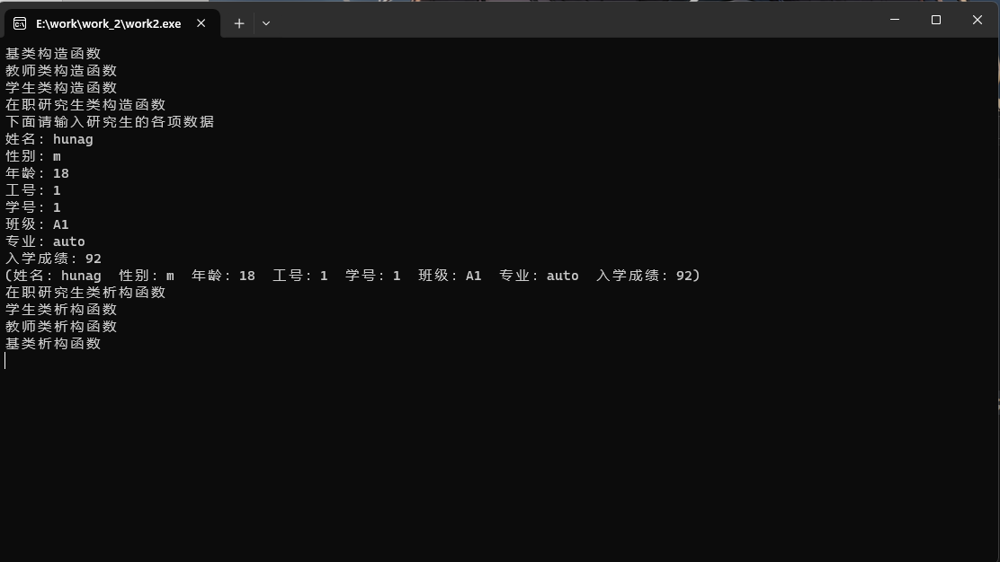 E:\work\work_2\work2.exe
基类构造函数
教师类构造函数
学生类构造函数
在职研究生类构造函数
下面请输入研究生的各项数据
姓名: hunag
性别: m
年龄: 18
工号: 1
学号: 1
班级: A1
专业: auto
入学成绩: 92
(姓名: hunag  性别: m  年龄: 18  工号: 1  学号: 1  班级: A1  专业: auto  入学成绩: 92)
在职研究生类析构函数
学生类析构函数
教师类析构函数
基类析构函数